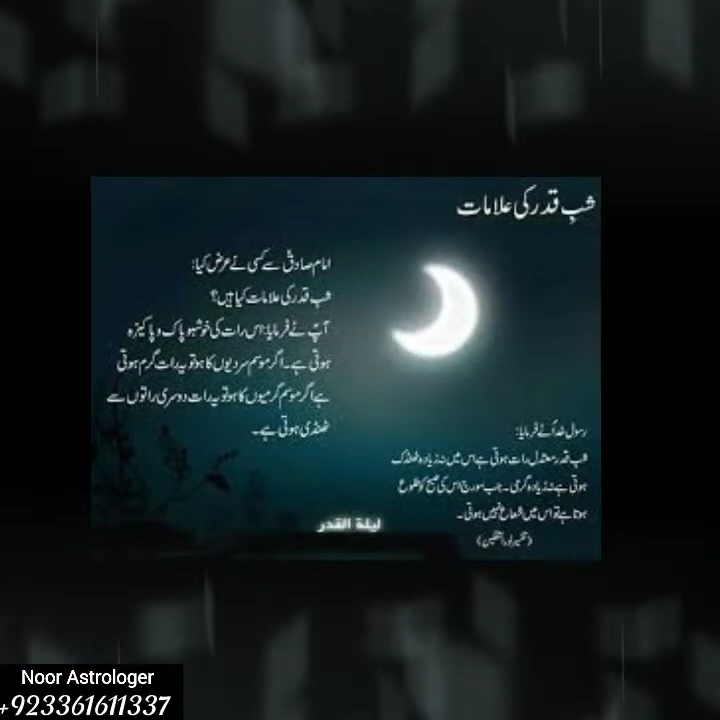 شبِ قدر کی علامات
امام صادقؑ سے کسی نے عرض کیا:
شب قدر کی علامات کیا ہیں؟
آپؑ نے فرمایا: اس رات کی خوشبو پاک و پاکیزہ
ہوتی ہے۔ اگر موسم سردیوں کا ہو تو یہ رات گرم ہوتی
ہے اگر موسم گرمیوں کا ہو تو یہ رات دوسری راتوں سے
ٹھنڈی ہوتی ہے۔
رسول خداؐ نے فرمایا:
شب قدر معتدل رات ہوتی ہے اس میں نہ زیادہ ٹھنڈک
ہوتی ہے نہ زیادہ گرمی۔ جب سورج اس کی صبح کو طلوع
ہوتا ہے تو اس میں شعاع نہیں ہوتی۔
(تفسیر نور الثقلین)
ليلة القدر
Noor Astrologer
+923361611337